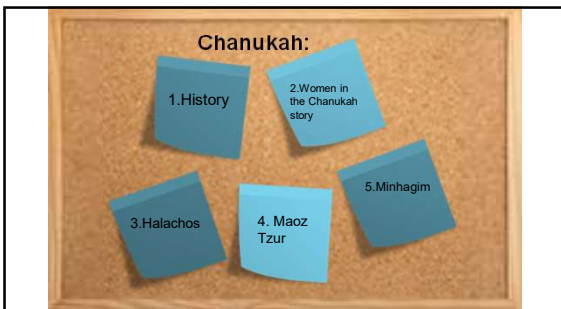 Chanukah:
1.History
2.Women in
the Chanukah
story
3.Halachos
4. Maoz
Tzur
5.Minhagim